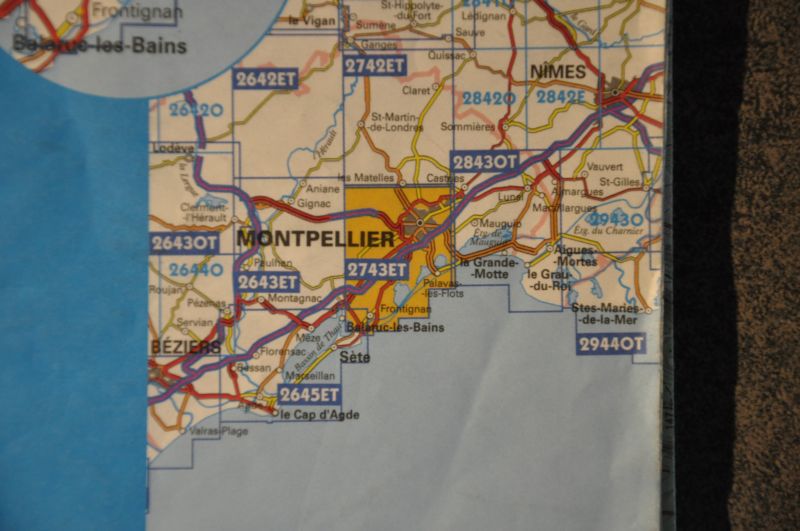 Frontignan
Balaruc-les-Bains
le Vigan
St-Hippolyte-
du-Fort
Sumène
Ganges
Sauve
Quissac
Lédignan
2642ET
2742ET
NÎMES
2642O
Claret
2842O
2842E
St-Martin-
de-Londres
Sommières
Hérault
Lodève
2843OT
Vauvert
les Matelles
Castries
St-Gilles
Aniane
Gignac
Lunel
Aimargues
Marsillargues
Clermont-
l'Hérault
Mauguio
2943O
Étg. de
Mauguio
Étg. du Charnier
MONTPELLIER
2643OT
Aigues-
Mortes
Paulhan
2743ET
la Grande-
Motte
le Grau-
du-Roi
2644O
2643ET
Palavas-
les-Flots
Roujan
Montagnac
Pézenas
Frontignan
Stes-Maries-
de-la-Mer
Servian
Mèze
Balaruc-les-Bains
BÉZIERS
Florensac
Bassin de Thau
Sète
2944OT
Bessan
Marseillan
2645ET
Agde
le Cap d'Agde
Valras-Plage